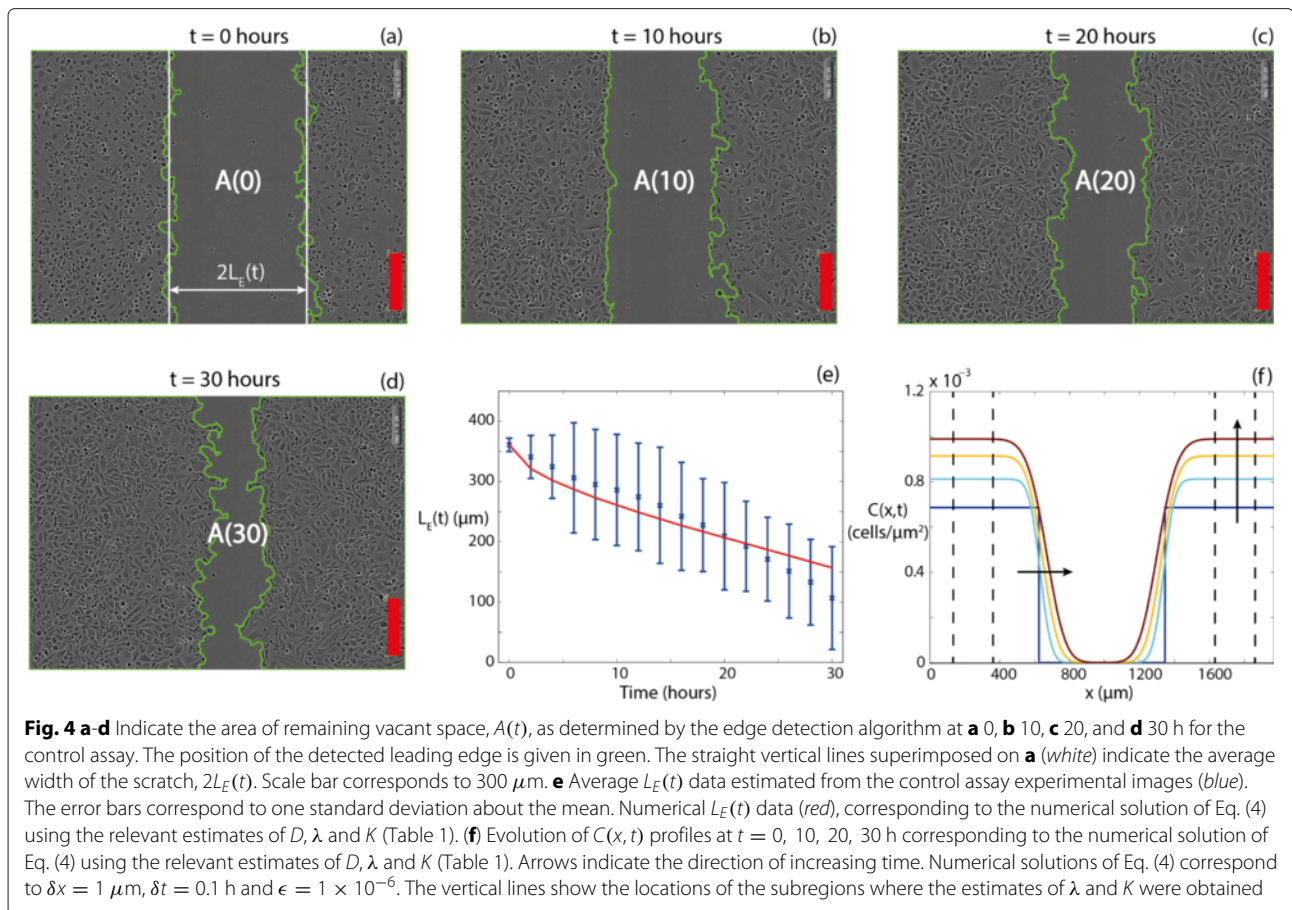 t = 0 hours (a)
A(0)
2L_E(t)
t = 10 hours (b)
A(10)
t = 20 hours (c)
A(20)
t = 30 hours (d)
A(30)
(e)
400
300
L_E(t) (μm)
200
100
0
0 10 20 30
Time (hours)
(f)
x 10⁻³
1.2
0.8
C(x,t)
(cells/μm²)
0.4
0
0 400 800 1200 1600
x (μm)
Fig. 4 a-d Indicate the area of remaining vacant space, A(t), as determined by the edge detection algorithm at a 0, b 10, c 20, and d 30 h for the
control assay. The position of the detected leading edge is given in green. The straight vertical lines superimposed on a (white) indicate the average
width of the scratch, 2L_E(t). Scale bar corresponds to 300 μm. e Average L_E(t) data estimated from the control assay experimental images (blue).
The error bars correspond to one standard deviation about the mean. Numerical L_E(t) data (red), corresponding to the numerical solution of Eq. (4)
using the relevant estimates of D, λ and K (Table 1). (f) Evolution of C(x, t) profiles at t = 0, 10, 20, 30 h corresponding to the numerical solution of
Eq. (4) using the relevant estimates of D, λ and K (Table 1). Arrows indicate the direction of increasing time. Numerical solutions of Eq. (4) correspond
to δx = 1 μm, δt = 0.1 h and ϵ = 1 × 10⁻⁶. The vertical lines show the locations of the subregions where the estimates of λ and K were obtained